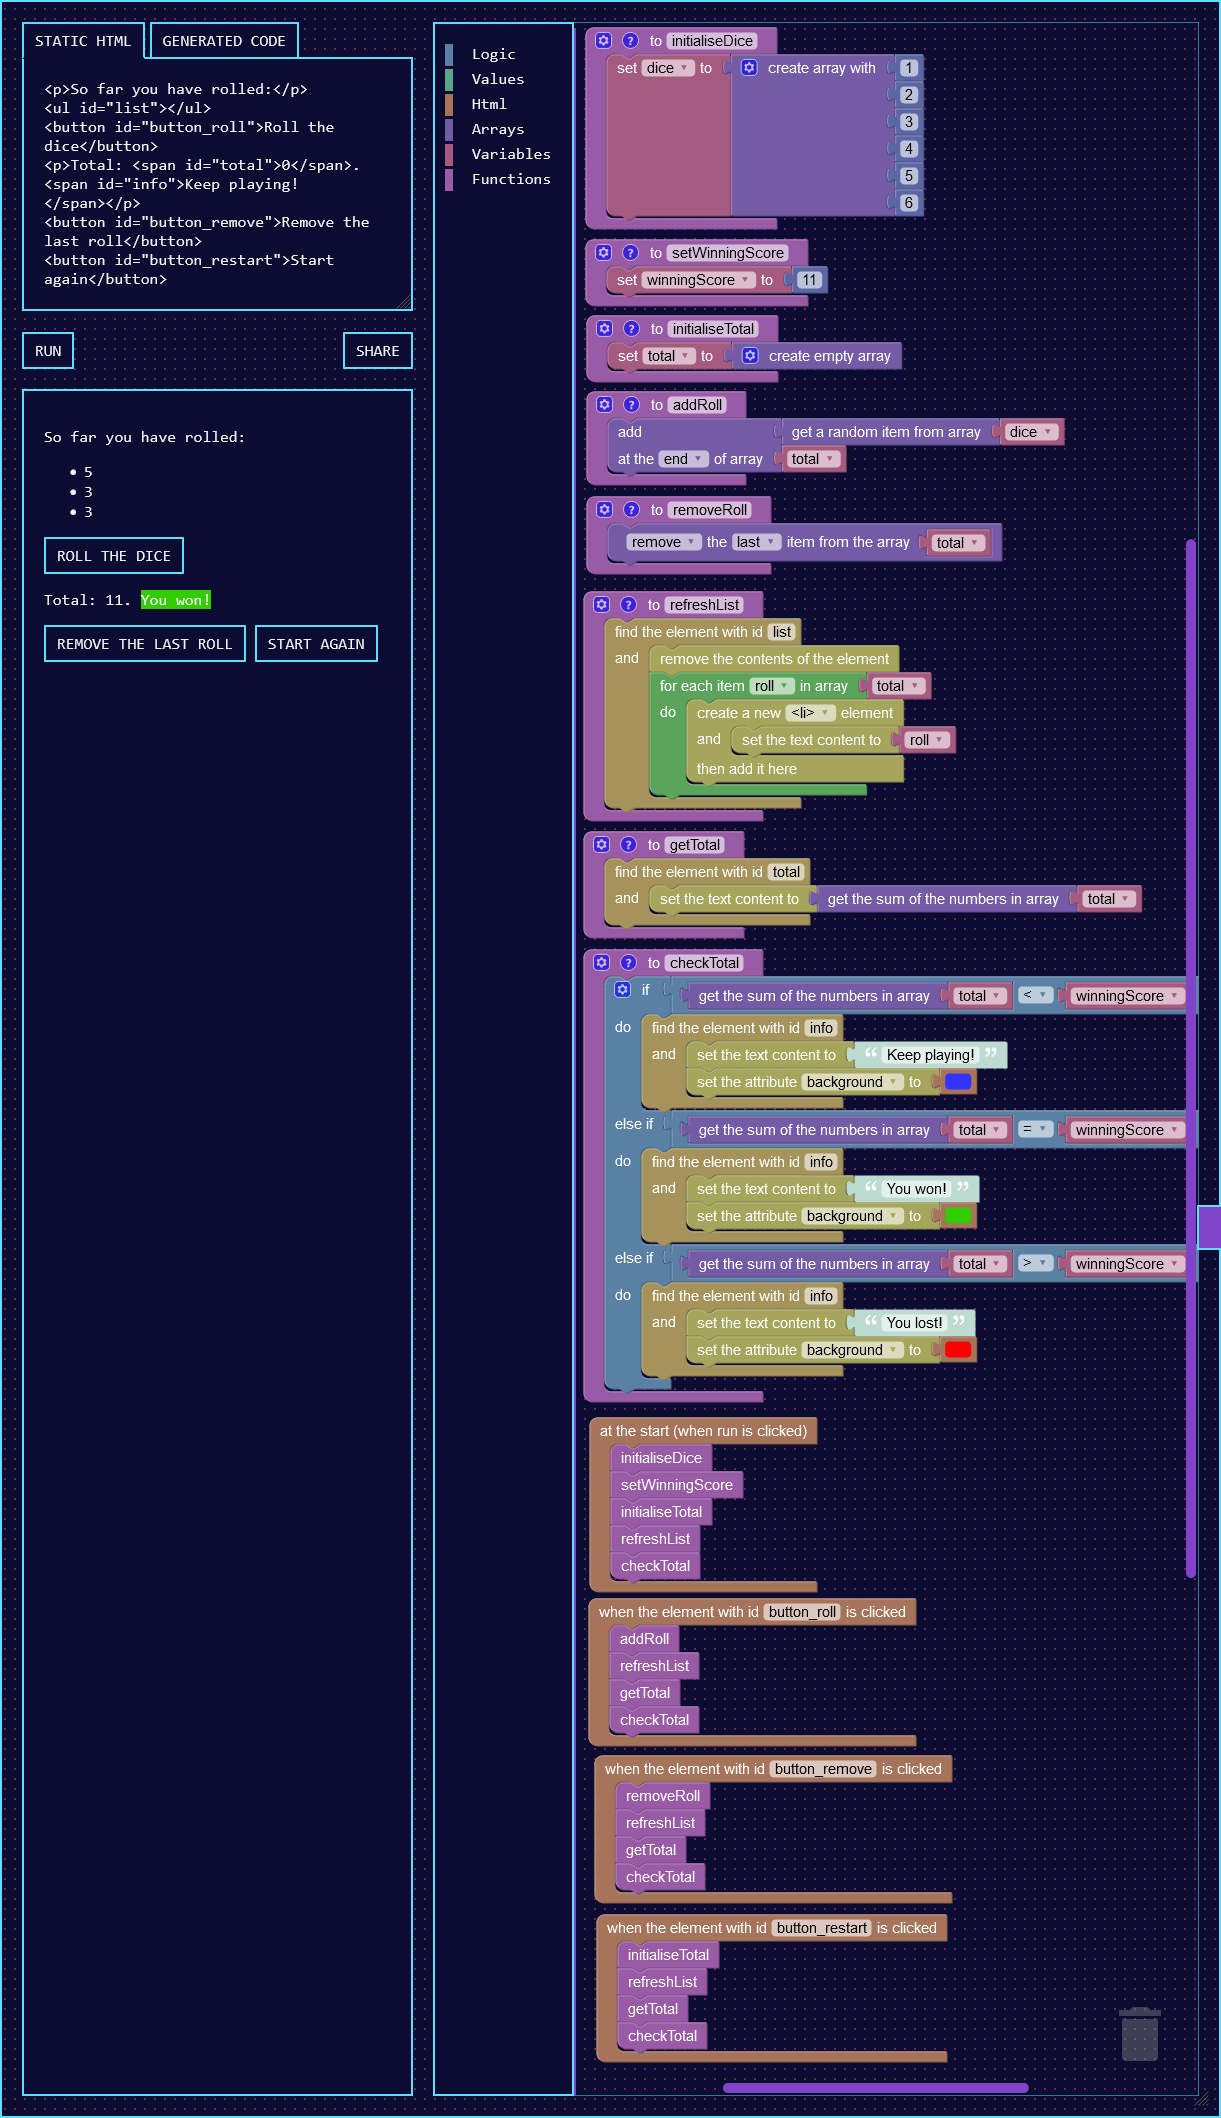 STATIC HTML
GENERATED CODE
<p>So far you have rolled:</p>
<ul id="list"></ul>
<button id="button_roll">Roll the
dice</button>
<p>Total: <span id="total">0</span>.
<span id="info">Keep playing!
</span></p>
<button id="button_remove">Remove the
last roll</button>
<button id="button_restart">Start
again</button>
RUN
SHARE
So far you have rolled:
• 5
• 3
• 3
ROLL THE DICE
Total: 11. You won!
REMOVE THE LAST ROLL
START AGAIN
Logic
Values
Html
Arrays
Variables
Functions
? to initialiseDice
set dice to create array with 1
2
3
4
5
6
? to setWinningScore
set winningScore to 11
? to initialiseTotal
set total to create empty array
? to addRoll
add get a random item from array dice
at the end of array total
? to removeRoll
remove the last item from the array total
? to refreshList
find the element with id list
and remove the contents of the element
for each item roll in array total
do create a new <li> element
and set the text content to roll
then add it here
? to getTotal
find the element with id total
and set the text content to get the sum of the numbers in array total
? to checkTotal
if get the sum of the numbers in array total < winningScore
do find the element with id info
and set the text content to “ Keep playing! ”
set the attribute background to
else if get the sum of the numbers in array total = winningScore
do find the element with id info
and set the text content to “ You won! ”
set the attribute background to
else if get the sum of the numbers in array total > winningScore
do find the element with id info
and set the text content to “ You lost! ”
set the attribute background to
at the start (when run is clicked)
initialiseDice
setWinningScore
initialiseTotal
refreshList
checkTotal
when the element with id button_roll is clicked
addRoll
refreshList
getTotal
checkTotal
when the element with id button_remove is clicked
removeRoll
refreshList
getTotal
checkTotal
when the element with id button_restart is clicked
initialiseTotal
refreshList
getTotal
checkTotal